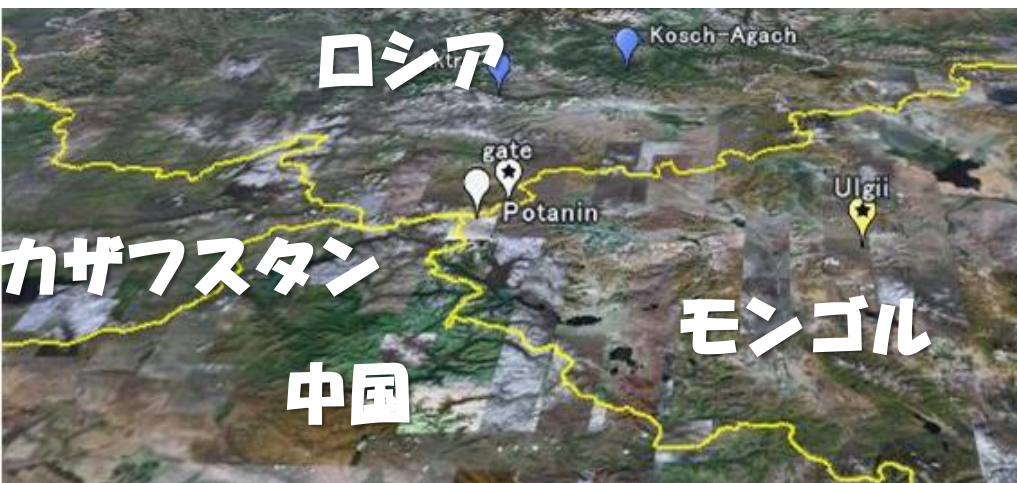 ロシア
Kosch-Agach
gate
Potanin
Ulgii
カザフスタン
モンゴル
中国